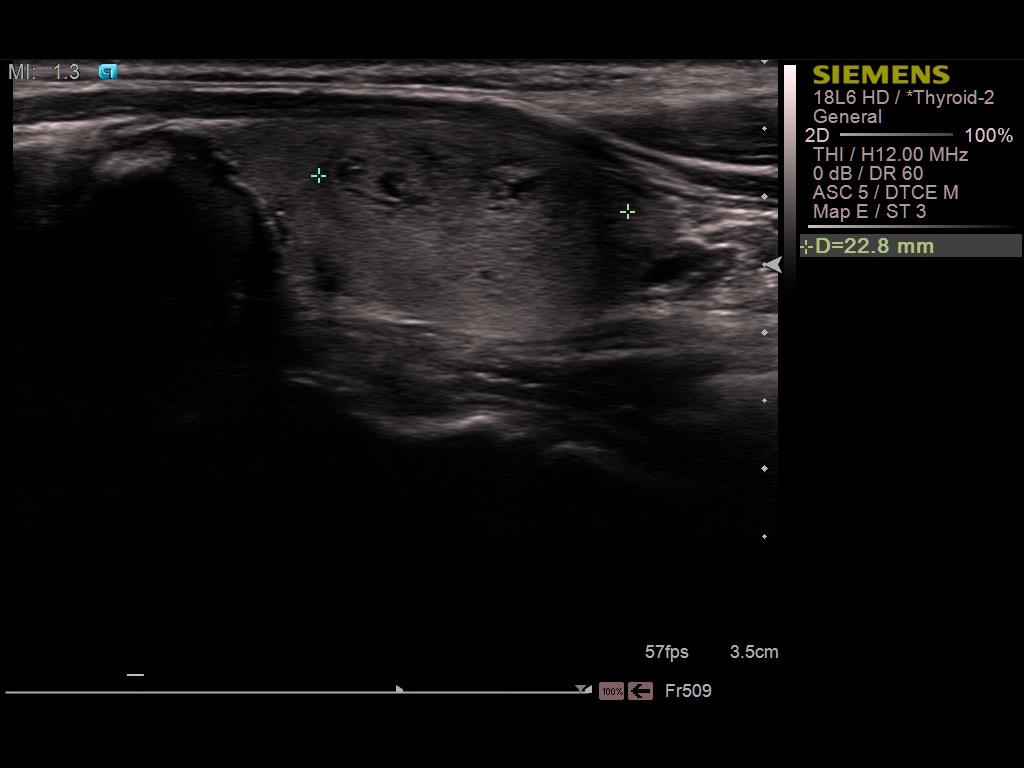 MI: 1.3
SIEMENS
18L6 HD / *Thyroid-2
General
2D 100%
THI / H12.00 MHz
0 dB / DR 60
ASC 5 / DTCE M
Map E / ST 3
D=22.8 mm
57fps 3.5cm
100% Fr509